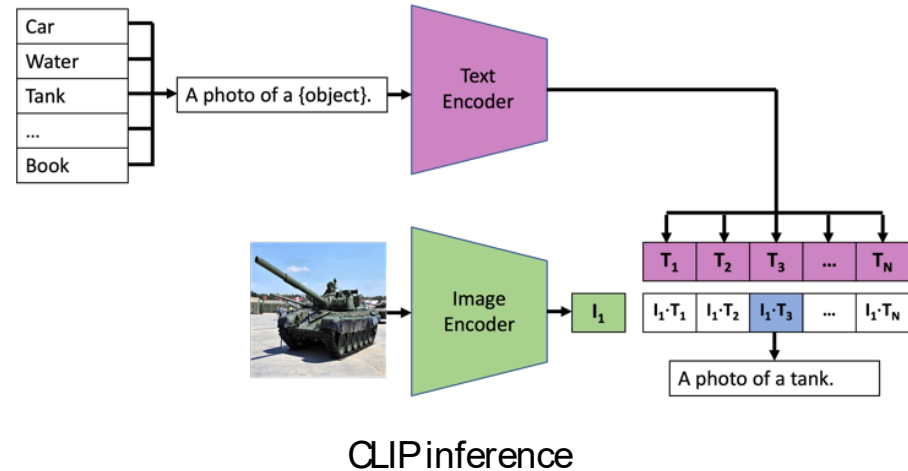 Car
Water
Tank
...
Book
A photo of a {object}.
Text
Encoder
Image
Encoder
I₁
T₁ T₂ T₃ ... Tₙ
I₁·T₁ I₁·T₂ I₁·T₃ ... I₁·Tₙ
A photo of a tank.
CLIP inference